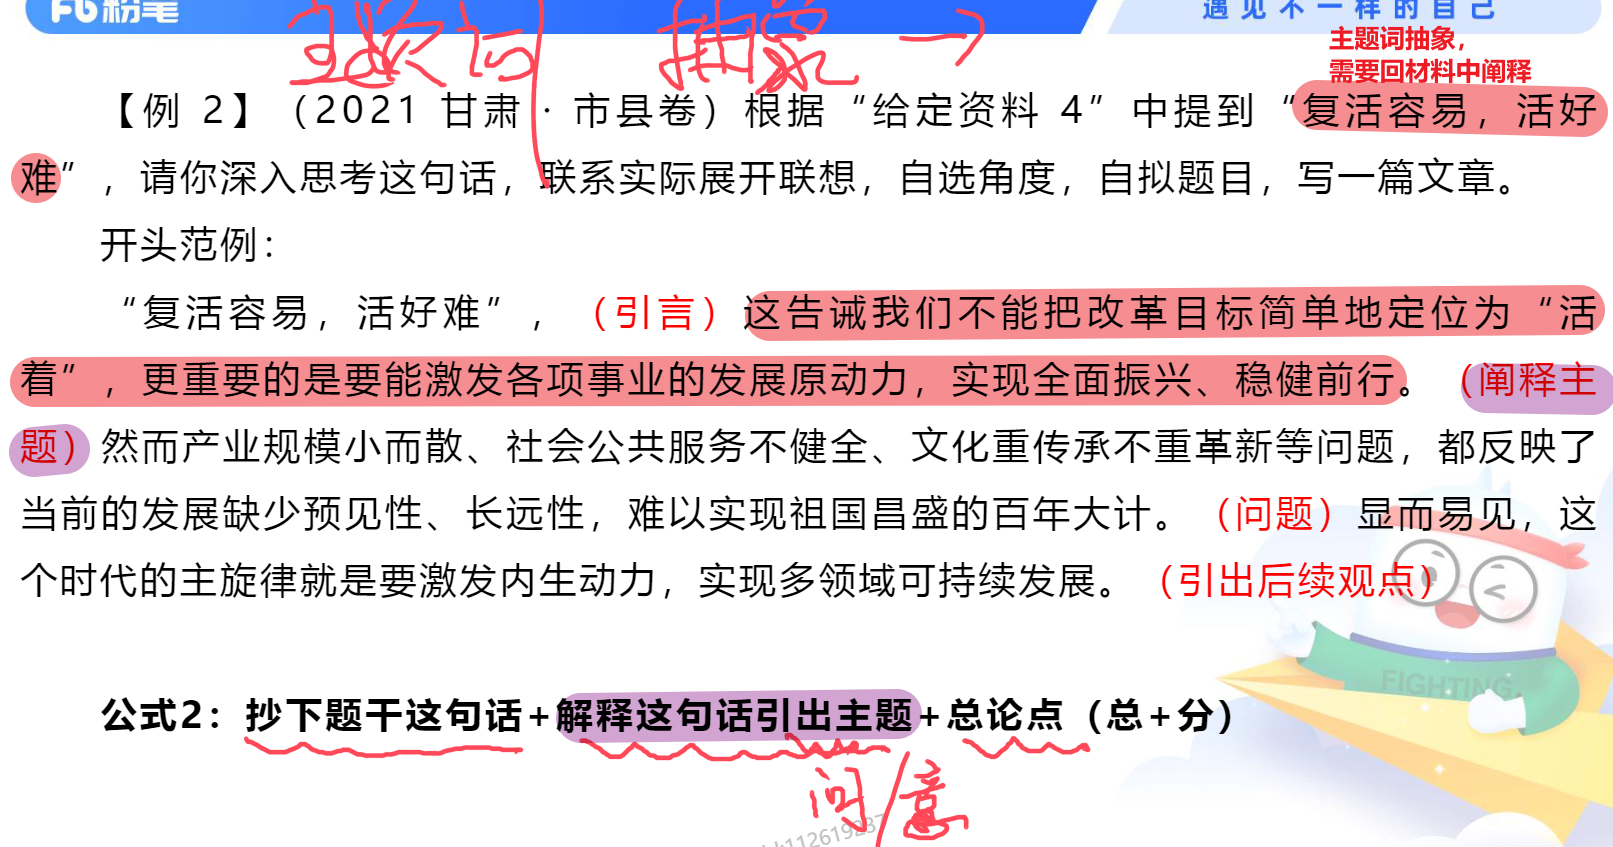 粉笔
遇见不一样的自己
主题词 抽象 →
主题词抽象，
需要回材料中阐释
【例 2】（2021 甘肃 · 市县卷）根据“给定资料 4”中提到“复活容易，活好
难”，请你深入思考这句话，联系实际展开联想，自选角度，自拟题目，写一篇文章。
开头范例：
“复活容易，活好难”，（引言）这告诫我们不能把改革目标简单地定位为“活
着”，更重要的是要能激发各项事业的发展原动力，实现全面振兴、稳健前行。（阐释主
题）然而产业规模小而散、社会公共服务不健全、文化重传承不重革新等问题，都反映了
当前的发展缺少预见性、长远性，难以实现祖国昌盛的百年大计。（问题）显而易见，这
个时代的主旋律就是要激发内生动力，实现多领域可持续发展。（引出后续观点）
FIGHTING
公式2：抄下题干这句话+解释这句话引出主题+总论点（总+分）
问/意